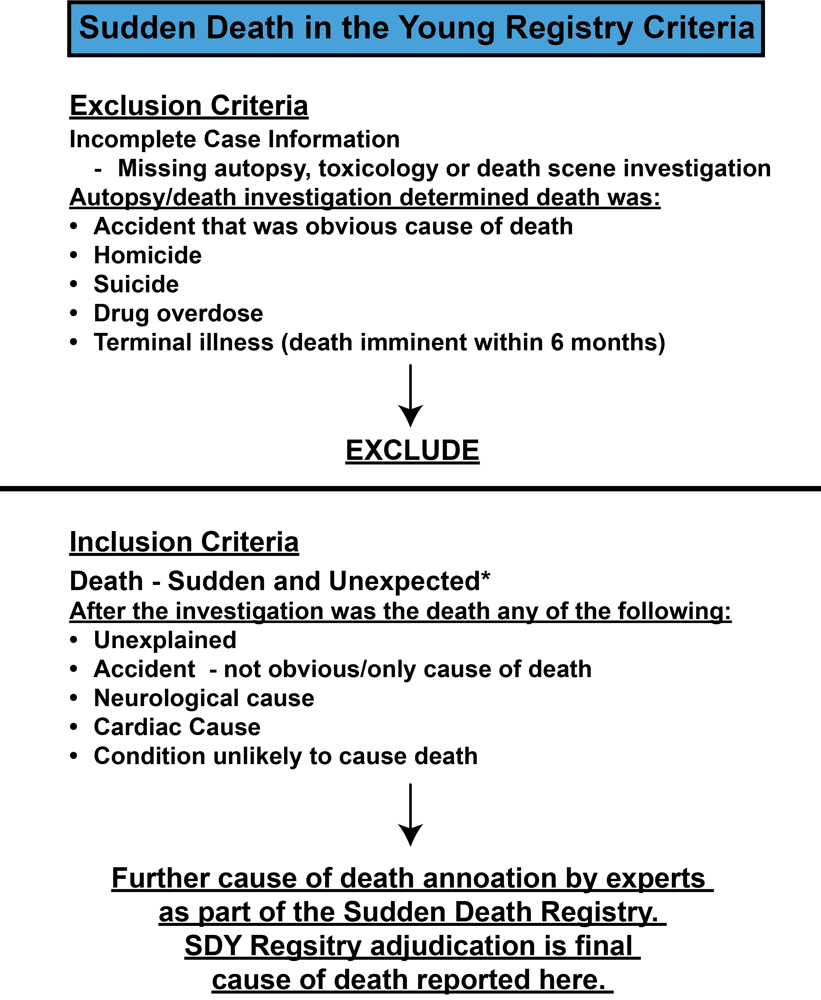 Sudden Death in the Young Registry Criteria
Exclusion Criteria
Incomplete Case Information
- Missing autopsy, toxicology or death scene investigation
Autopsy/death investigation determined death was:
• Accident that was obvious cause of death
• Homicide
• Suicide
• Drug overdose
• Terminal illness (death imminent within 6 months)
EXCLUDE
Inclusion Criteria
Death - Sudden and Unexpected*
After the investigation was the death any of the following:
• Unexplained
• Accident - not obvious/only cause of death
• Neurological cause
• Cardiac Cause
• Condition unlikely to cause death
Further cause of death annoation by experts
as part of the Sudden Death Registry.
SDY Regsitry adjudication is final
cause of death reported here.